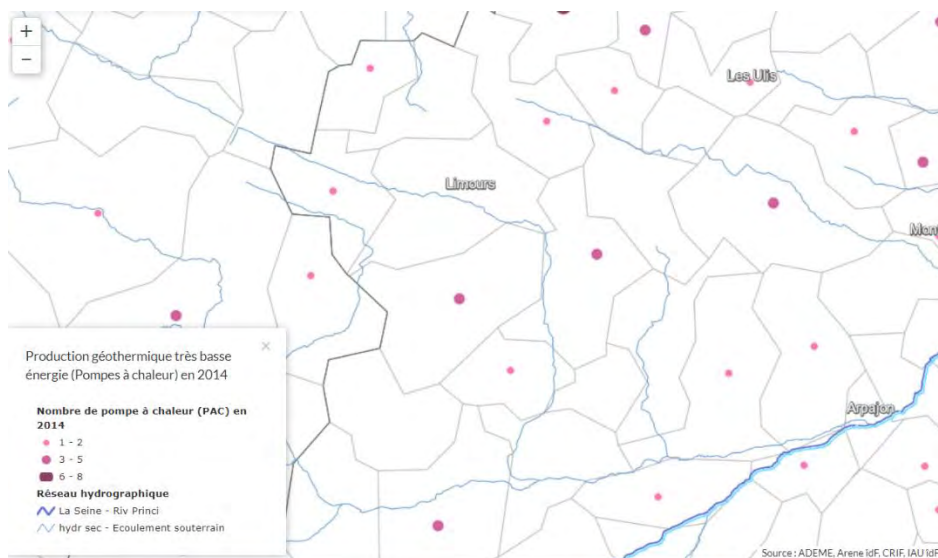 +
−
Les Ulis
Limours
Mon
Arpajon
Production géothermique très basse
énergie (Pompes à chaleur) en 2014
×
Nombre de pompe à chaleur (PAC) en
2014
1 - 2
3 - 5
6 - 8
Réseau hydrographique
La Seine - Riv Princi
hydr sec - Ecoulement souterrain
Source : ADEME, Arene idF, CRIF, IAU îdF